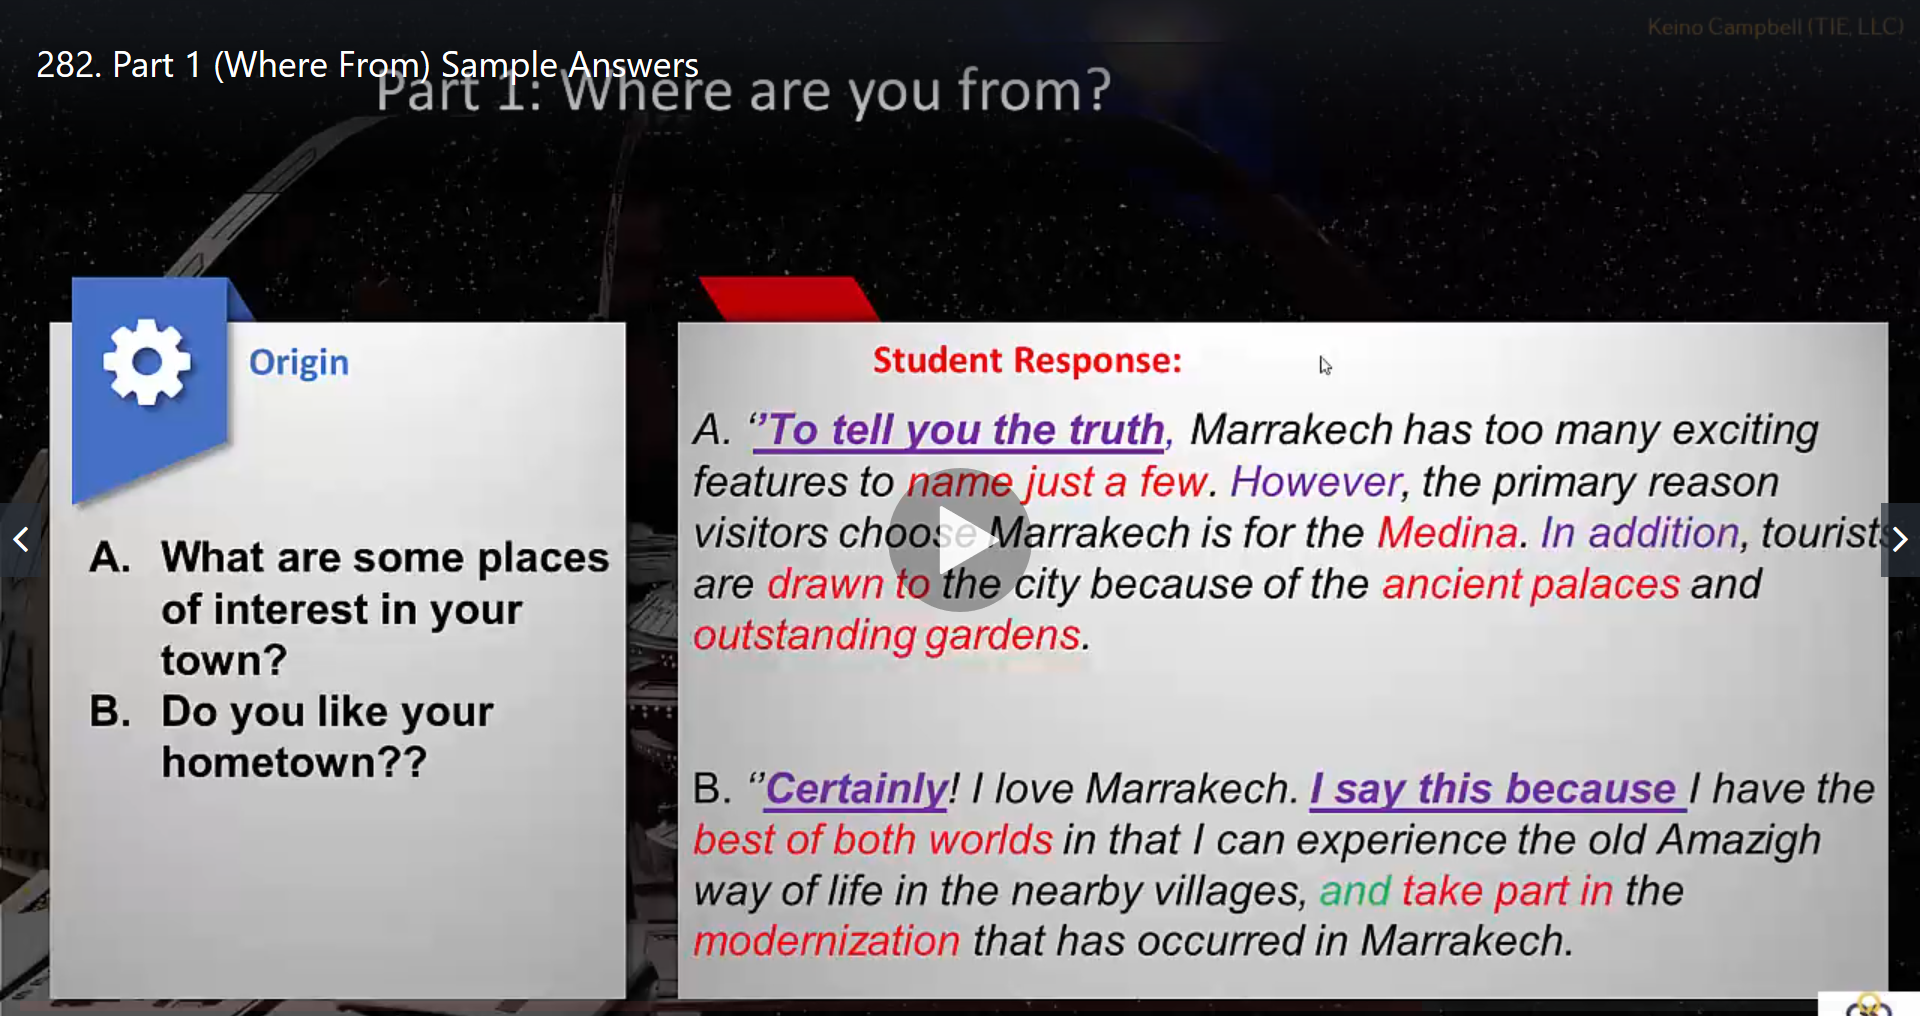 Keino Campbell (TIE, LLC)
282. Part 1 (Where From) Sample Answers
Part 1: Where are you from?
Origin
A. What are some places
of interest in your
town?
B. Do you like your
hometown??
Student Response:
A. ‘’To tell you the truth, Marrakech has too many exciting
features to name just a few. However, the primary reason
visitors choose Marrakech is for the Medina. In addition, tourists
are drawn to the city because of the ancient palaces and
outstanding gardens.
B. ‘’Certainly! I love Marrakech. I say this because I have the
best of both worlds in that I can experience the old Amazigh
way of life in the nearby villages, and take part in the
modernization that has occurred in Marrakech.